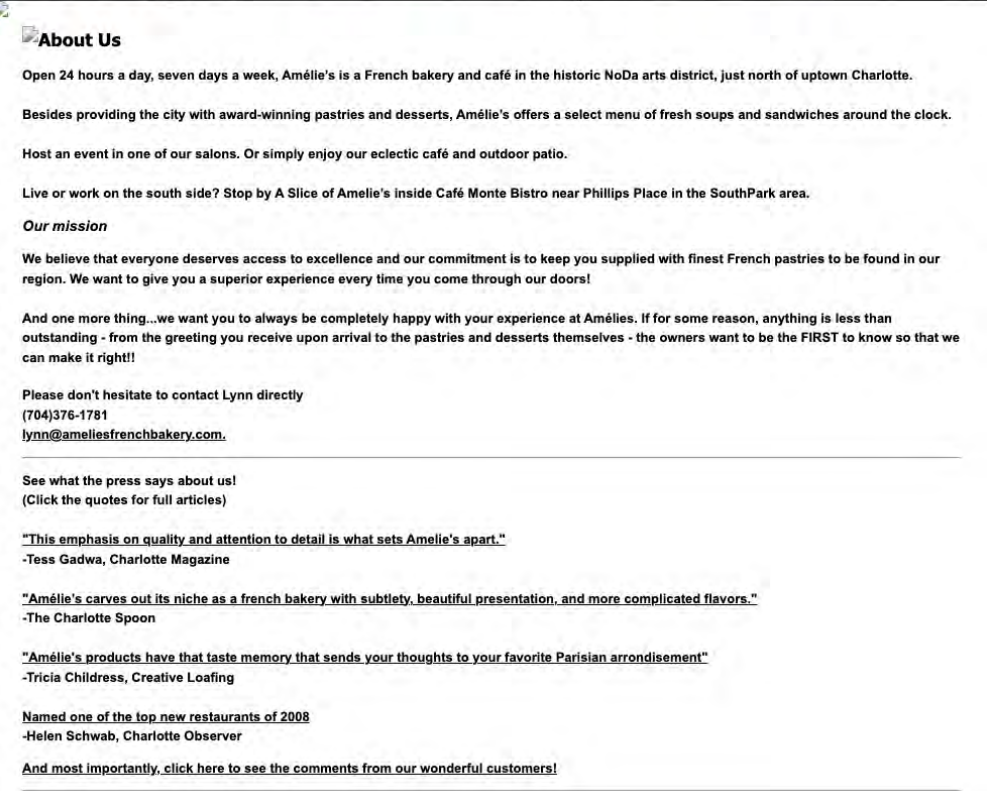 About Us
Open 24 hours a day, seven days a week, Amélie's is a French bakery and café in the historic NoDa arts district, just north of uptown Charlotte.
Besides providing the city with award-winning pastries and desserts, Amélie's offers a select menu of fresh soups and sandwiches around the clock.
Host an event in one of our salons. Or simply enjoy our eclectic café and outdoor patio.
Live or work on the south side? Stop by A Slice of Amelie's inside Café Monte Bistro near Phillips Place in the SouthPark area.
Our mission
We believe that everyone deserves access to excellence and our commitment is to keep you supplied with finest French pastries to be found in our
region. We want to give you a superior experience every time you come through our doors!
And one more thing...we want you to always be completely happy with your experience at Amélies. If for some reason, anything is less than
outstanding - from the greeting you receive upon arrival to the pastries and desserts themselves - the owners want to be the FIRST to know so that we
can make it right!!
Please don't hesitate to contact Lynn directly
(704)376-1781
lynn@ameliesfrenchbakery.com.
See what the press says about us!
(Click the quotes for full articles)
"This emphasis on quality and attention to detail is what sets Amelie's apart."
-Tess Gadwa, Charlotte Magazine
"Amélie's carves out its niche as a french bakery with subtlety, beautiful presentation, and more complicated flavors."
-The Charlotte Spoon
"Amélie's products have that taste memory that sends your thoughts to your favorite Parisian arrondisement"
-Tricia Childress, Creative Loafing
Named one of the top new restaurants of 2008
-Helen Schwab, Charlotte Observer
And most importantly, click here to see the comments from our wonderful customers!